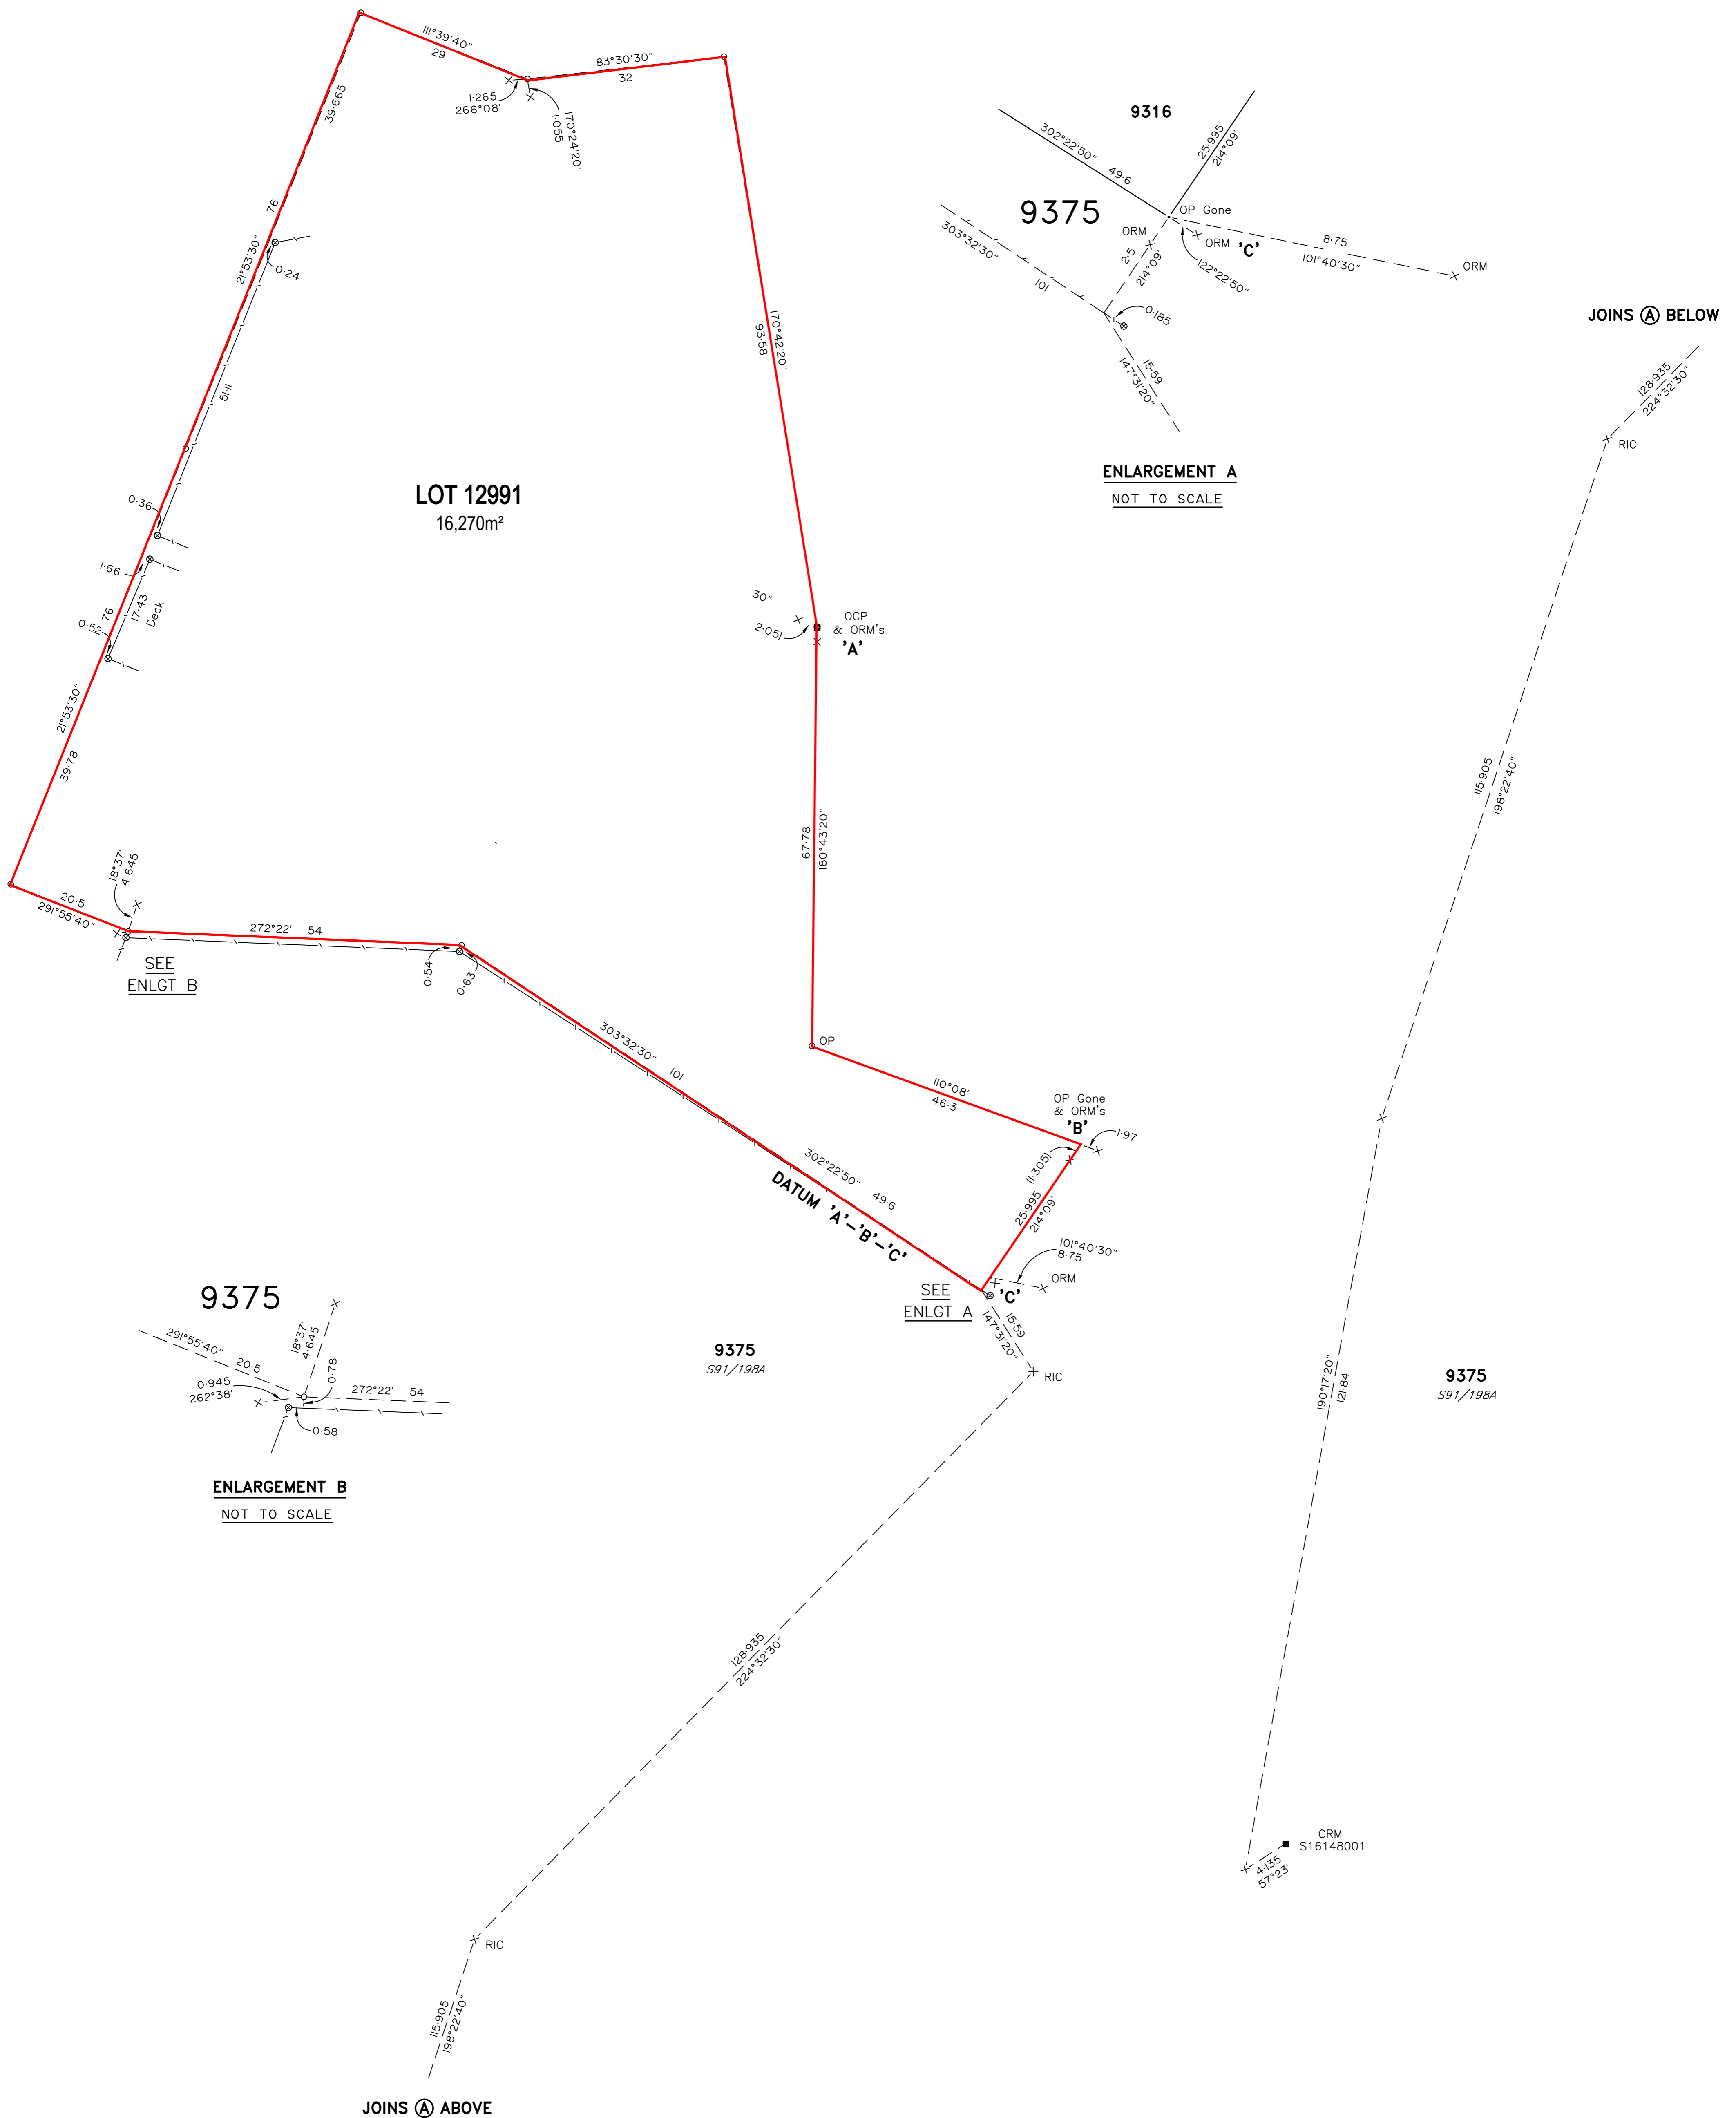 111°39'40"
29
83°30'30"
32
1·265
266°08'
170°24'20"
1·055
39·665
76
21°53'30"
0·24
51·11
170°42'20"
93·58
9316
302°22'50" 49·6
25·995
214°09'
9375
OP Gone
ORM
ORM 'C'
8·75
101°40'30"
ORM
303°32'30"
101
2·5
214°09'
122°22'50"
0·185
15·59
147°31'20"
ENLARGEMENT A
NOT TO SCALE
JOINS Ⓐ BELOW
128·935
224°32'30"
RIC
LOT 12991
16,270m²
0·36
1·66
76
17·43
Deck
0·52
21°53'30"
39·78
30"
2·051
OCP
& ORM's
'A'
67·78
180°43'20"
115·905
198°22'40"
18°37'
4·645
20·5
291°55'40"
272°22' 54
SEE
ENLGT B
0·54
0·63
303°32'30"
101
OP
110°08'
46·3
OP Gone
& ORM's
'B'
1·97
(1·305)
25·995
214°09'
302°22'50" 49·6
DATUM 'A'–'B'–'C'
101°40'30"
8·75
ORM
'C'
SEE
ENLGT A
15·59
147°31'20"
RIC
9375
S91/198A
190°17'20"
121·84
9375
S91/198A
9375
291°55'40" 20·5
18°37'
4·645
0·78
0·945
262°38'
272°22' 54
0·58
ENLARGEMENT B
NOT TO SCALE
128·935
224°32'30"
CRM
S16148001
4·135
57°23'
RIC
115·905
198°22'40"
JOINS Ⓐ ABOVE